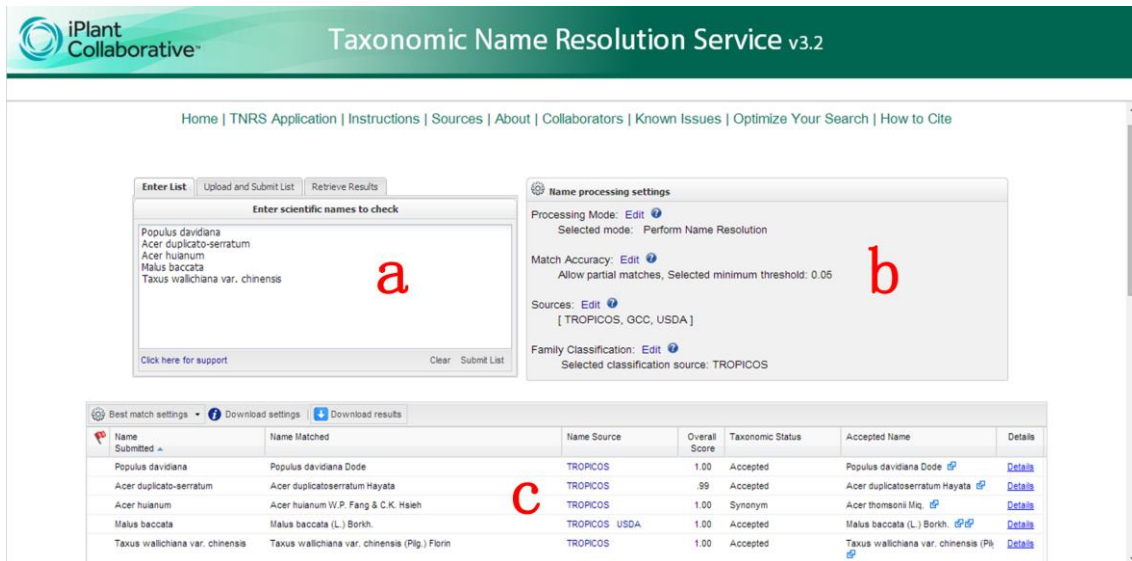 iPlant
Collaborative™
Taxonomic Name Resolution Service v3.2
Home | TNRS Application | Instructions | Sources | About | Collaborators | Known Issues | Optimize Your Search | How to Cite
Enter List Upload and Submit List Retrieve Results
Enter scientific names to check
Populus davidiana
Acer duplicato-serratum
Acer huianum
Malus baccata
Taxus wallichiana var. chinensis
a
Click here for support Clear Submit List
Name processing settings
Processing Mode: Edit ?
Selected mode: Perform Name Resolution
Match Accuracy: Edit ?
Allow partial matches, Selected minimum threshold: 0.05
Sources: Edit ?
[ TROPICOS, GCC, USDA ]
Family Classification: Edit ?
Selected classification source: TROPICOS
b
Best match settings Download settings Download results
Name Submitted Name Matched Name Source Overall Score Taxonomic Status Accepted Name Details
Populus davidiana Populus davidiana Dode TROPICOS 1.00 Accepted Populus davidiana Dode Details
Acer duplicato-serratum Acer duplicatoserratum Hayata TROPICOS .99 Accepted Acer duplicatoserratum Hayata Details
Acer huianum Acer huianum W.P. Fang & C.K. Hsieh TROPICOS 1.00 Synonym Acer thomsonii Miq. Details
Malus baccata Malus baccata (L.) Borkh. TROPICOS USDA 1.00 Accepted Malus baccata (L.) Borkh. Details
Taxus wallichiana var. chinensis Taxus wallichiana var. chinensis (Pilg.) Florin TROPICOS 1.00 Accepted Taxus wallichiana var. chinensis (Pil Details
c